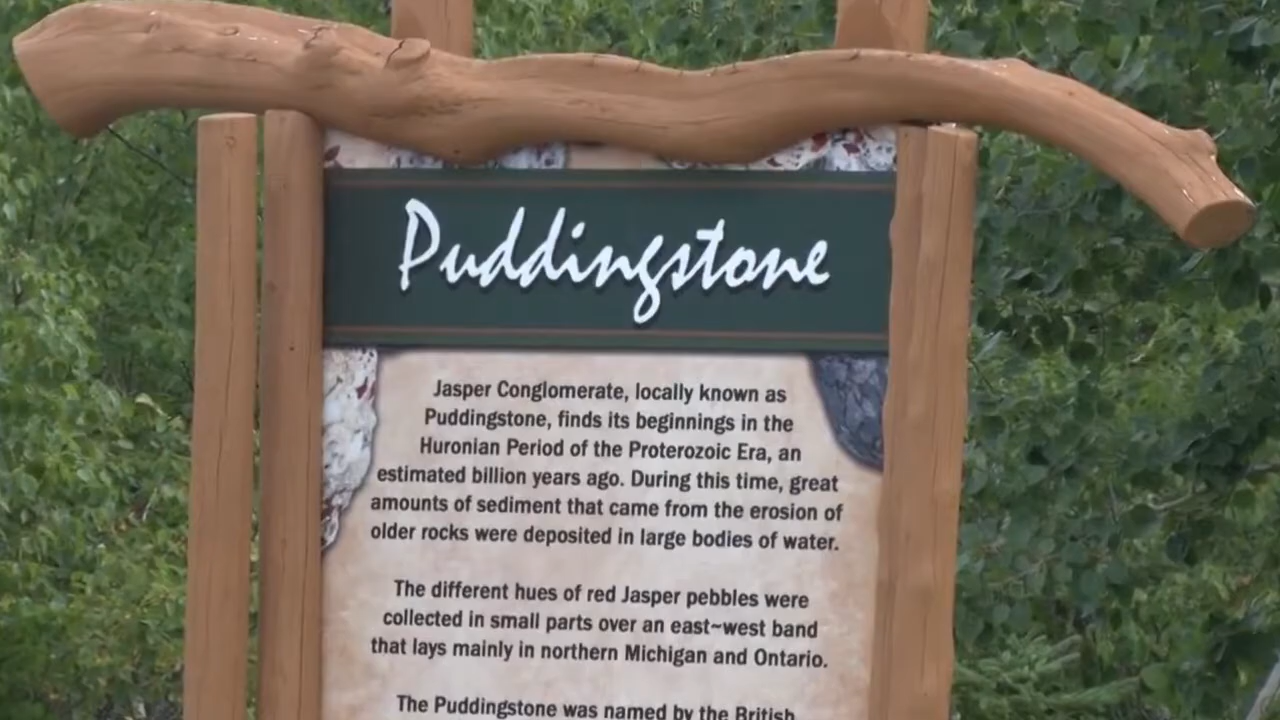 Puddingstone
Jasper Conglomerate, locally known as
Puddingstone, finds its beginnings in the
Huronian Period of the Proterozoic Era, an
estimated billion years ago. During this time, great
amounts of sediment that came from the erosion of
older rocks were deposited in large bodies of water.
The different hues of red Jasper pebbles were
collected in small parts over an east~west band
that lays mainly in northern Michigan and Ontario.
The Puddingstone was named by the British